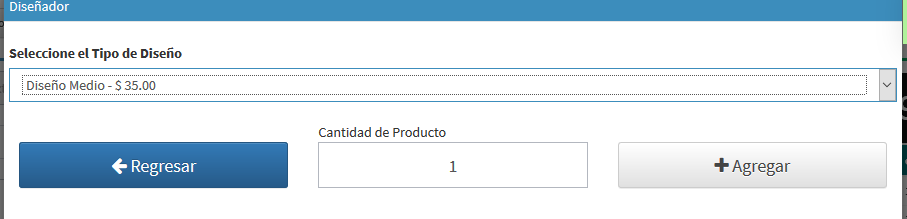 Diseñador
Seleccione el Tipo de Diseño
Diseño Medio - $ 35.00
Cantidad de Producto
Regresar
1
Agregar